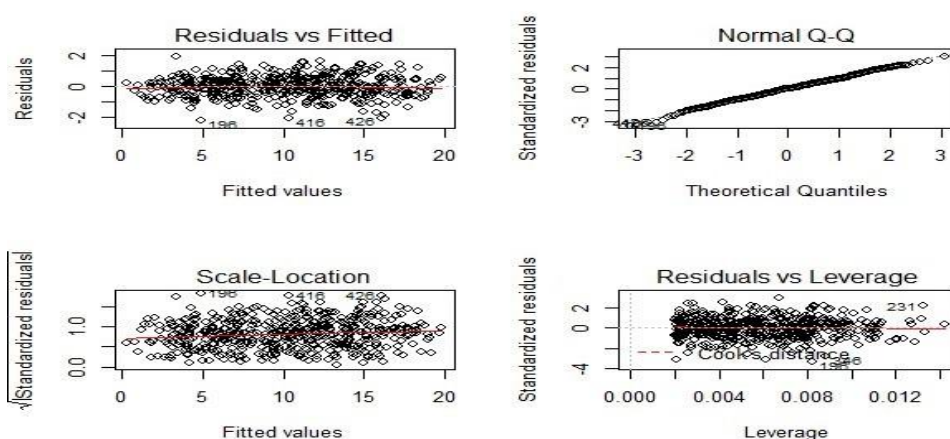 Residuals vs Fitted
Residuals
2
0
-2
196
416
426
0 5 10 15 20
Fitted values
Normal Q-Q
Standardized residuals
2
0
-3
-3 -2 -1 0 1 2 3
Theoretical Quantiles
Scale-Location
√|Standardized residuals|
1.0
0.0
196
416
426
0 5 10 15 20
Fitted values
Residuals vs Leverage
Standardized residuals
2
0
-4
231
Cook's distance
196
0.000 0.004 0.008 0.012
Leverage